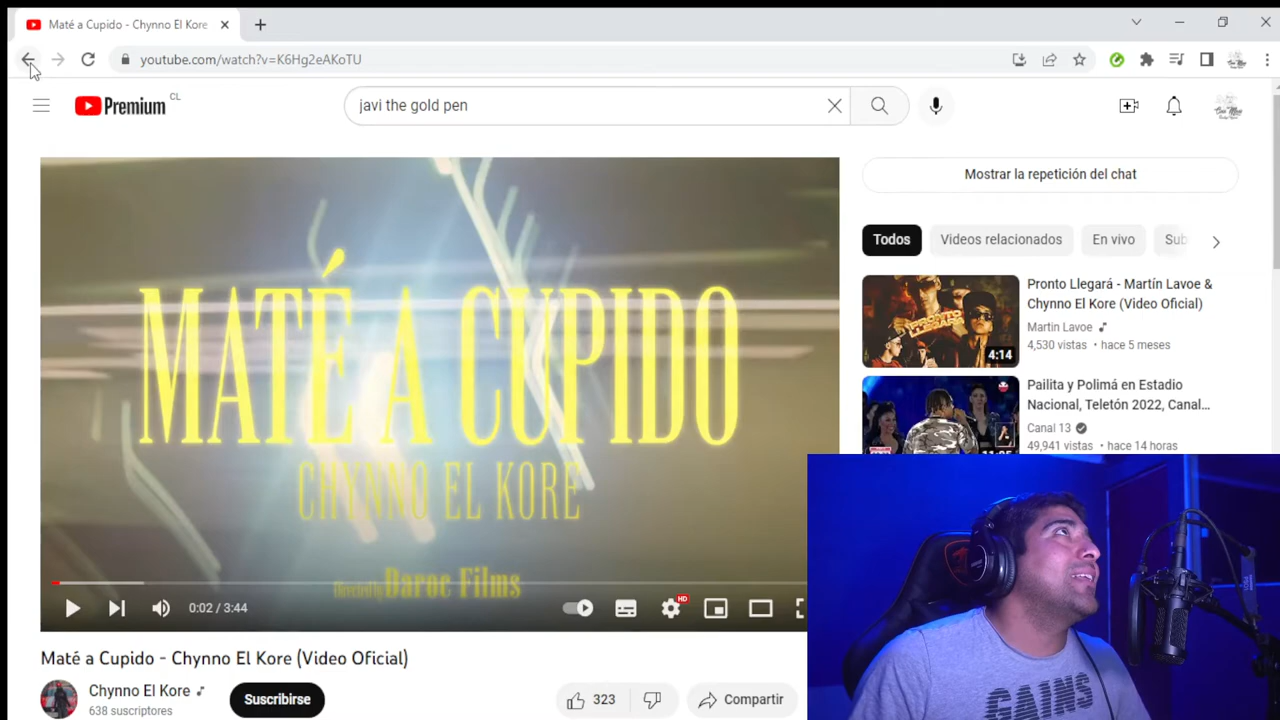 Maté a Cupido - Chynno El Kore
youtube.com/watch?v=K6Hg2eAKoTU
Premium CL
javi the gold pen
MATÉ A CUPIDO
CHYNNO EL KORE
Directed by Daroc Films
0:02 / 3:44
HD
Maté a Cupido - Chynno El Kore (Video Oficial)
Chynno El Kore
638 suscriptores
Suscribirse
323
Compartir
Mostrar la repetición del chat
Todos
Videos relacionados
En vivo
Sub
PRONTO LLEGARÁ
4:14
Pronto Llegará - Martín Lavoe &
Chynno El Kore (Video Oficial)
Martin Lavoe
4,530 vistas • hace 5 meses
Pailita y Polimá en Estadio
Nacional, Teletón 2022, Canal...
Canal 13
49,941 vistas • hace 14 horas
GAINS